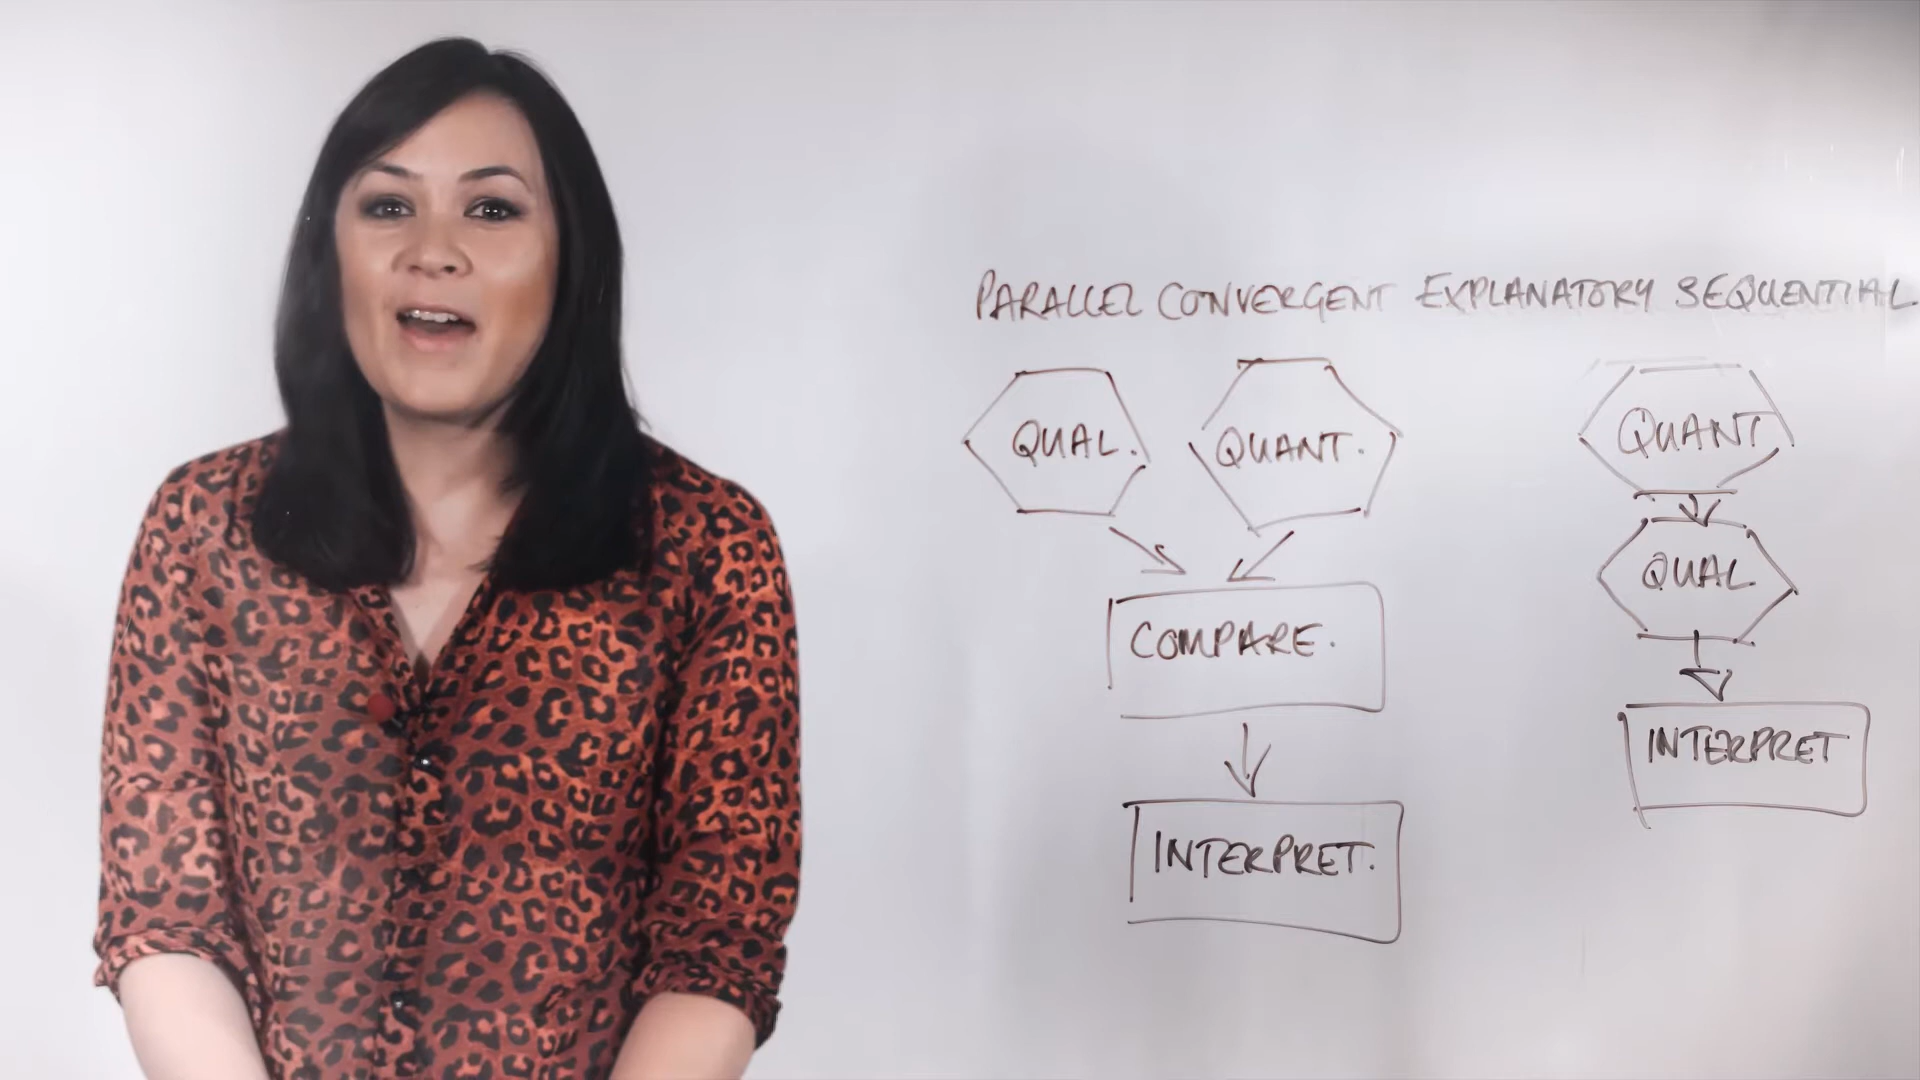 PARALLEL CONVERGENT
QUAL. QUANT.
COMPARE.
INTERPRET.
EXPLANATORY SEQUENTIAL
QUANT
QUAL.
INTERPRET